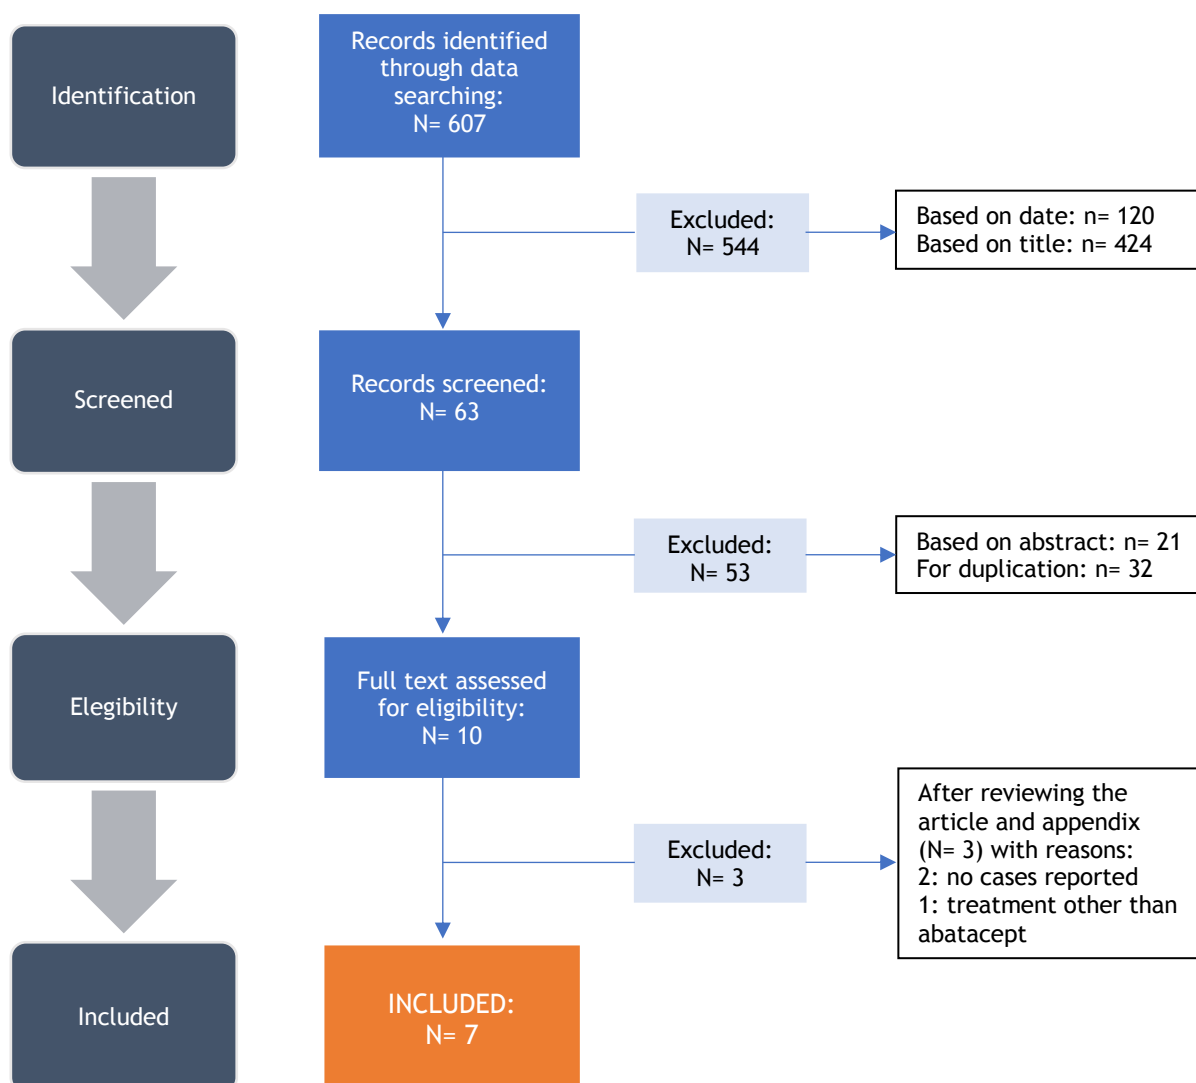 Identification
Records identified
through data
searching:
N= 607
Excluded:
N= 544
Based on date: n= 120
Based on title: n= 424
Screened
Records screened:
N= 63
Excluded:
N= 53
Based on abstract: n= 21
For duplication: n= 32
Elegibility
Full text assessed
for eligibility:
N= 10
Excluded:
N= 3
After reviewing the
article and appendix
(N= 3) with reasons:
2: no cases reported
1: treatment other than
abatacept
Included
INCLUDED:
N= 7